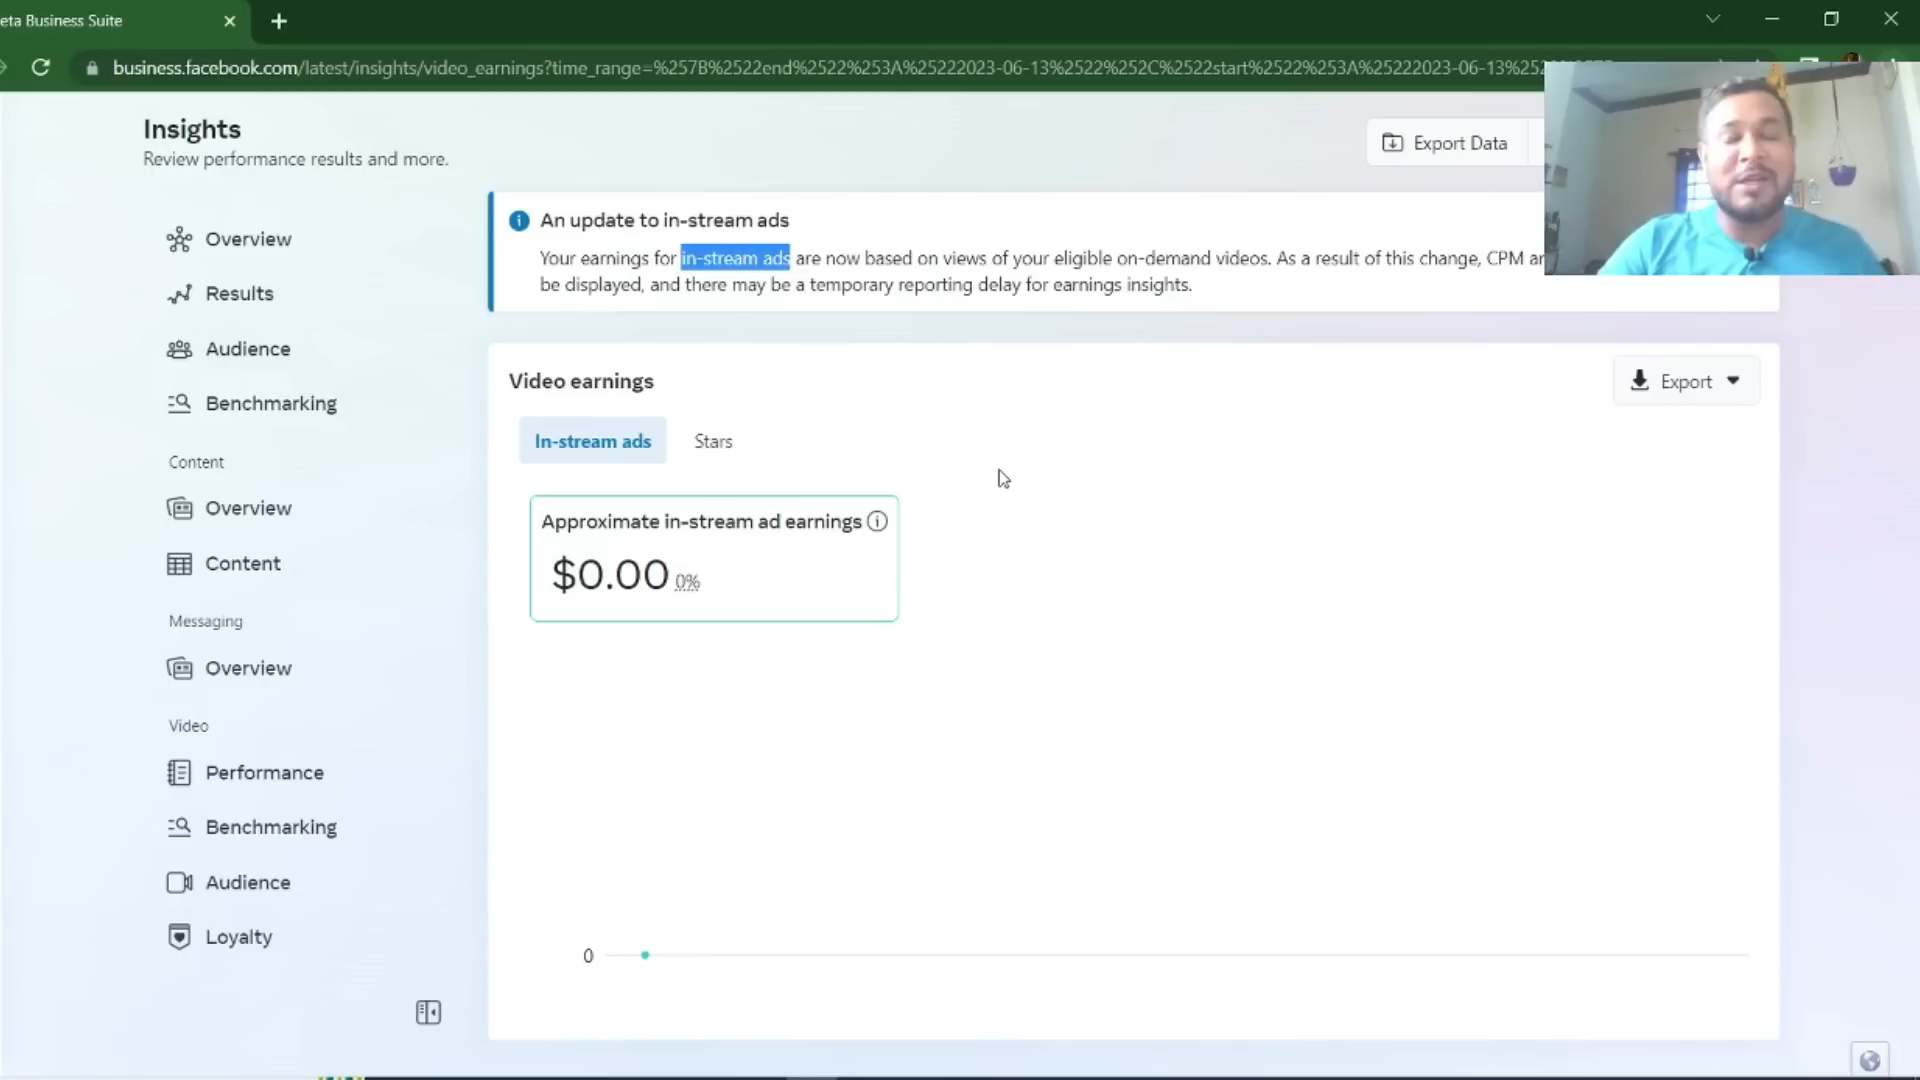 eta Business Suite
business.facebook.com/latest/insights/video_earnings?time_range=%257B%2522end%2522%253A%25222023-06-13%2522%252C%2522start%2522%253A%25222023-06-13%252
Insights
Review performance results and more.
Export Data
Overview
Results
Audience
Benchmarking
Content
Overview
Content
Messaging
Overview
Video
Performance
Benchmarking
Audience
Loyalty
An update to in-stream ads
Your earnings for in-stream ads are now based on views of your eligible on-demand videos. As a result of this change, CPM
be displayed, and there may be a temporary reporting delay for earnings insights.
Video earnings
Export
In-stream ads
Stars
Approximate in-stream ad earnings
$0.00 0%
0